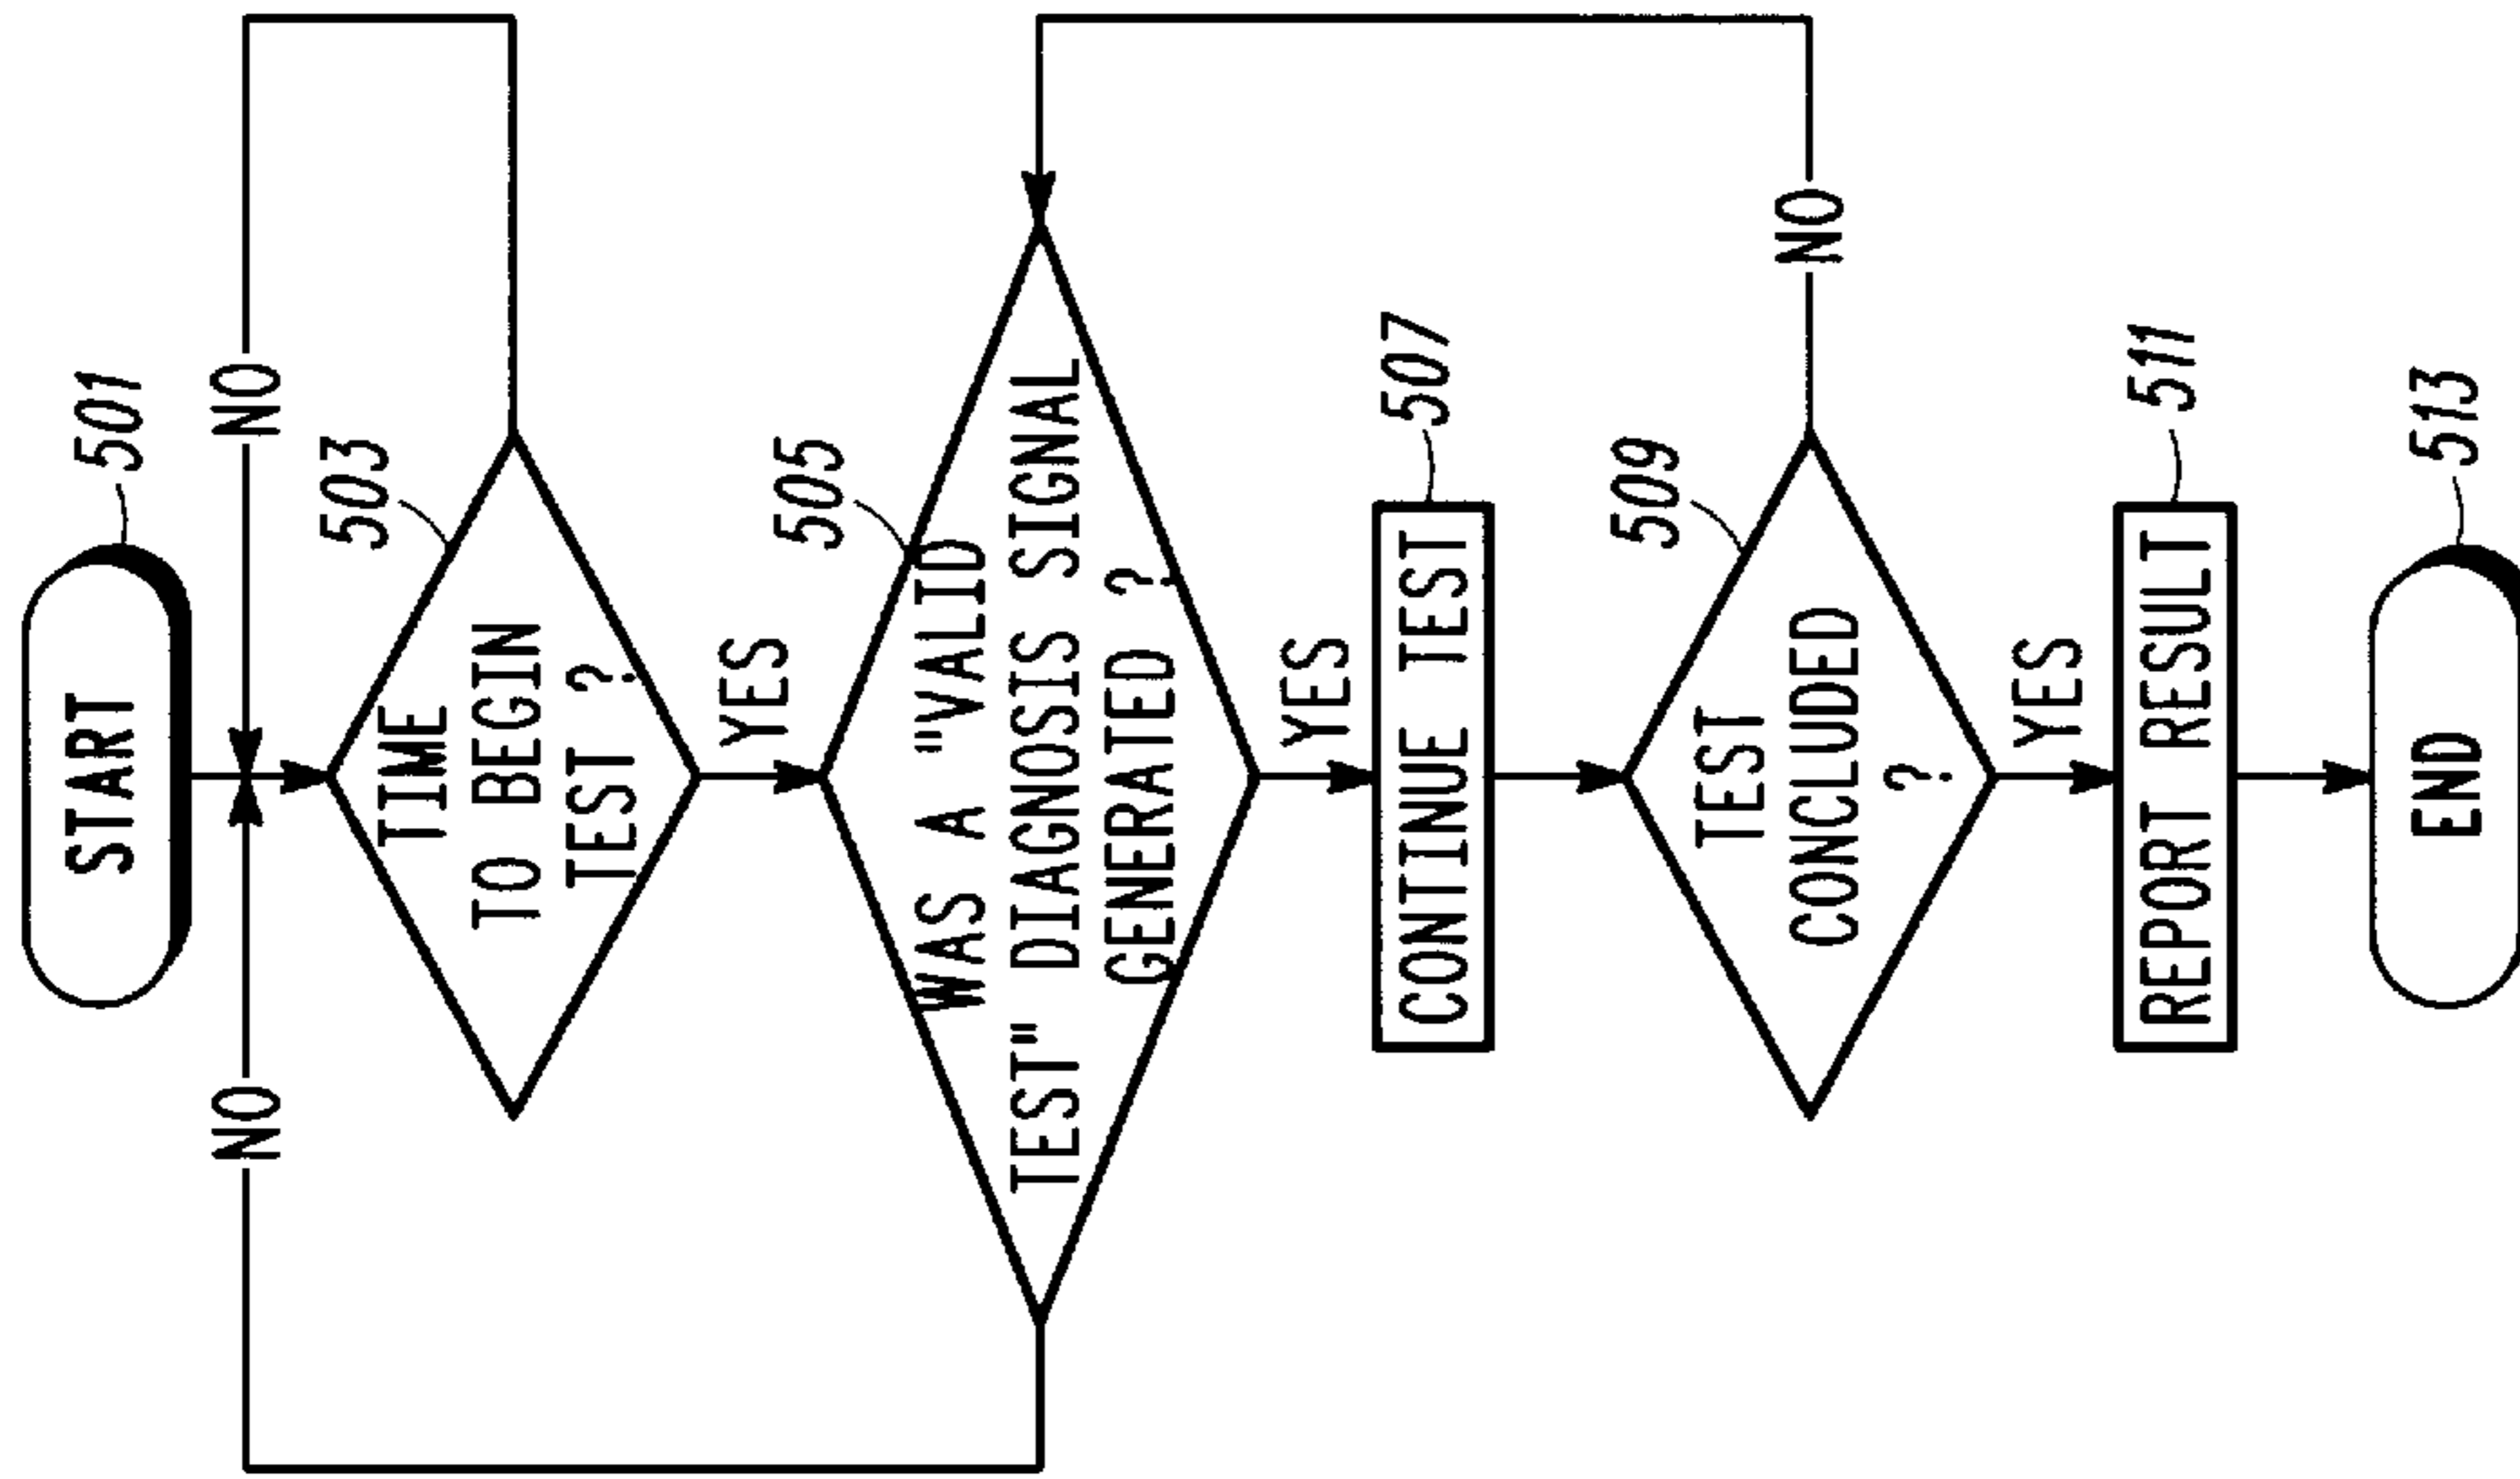 START
501
NO
NO
503
TIME
TO BEGIN
TEST ?
YES
505
WAS A "VALID
TEST" DIAGNOSIS SIGNAL
GENERATED ?
YES
507
CONTINUE TEST
509
TEST
CONCLUDED
?
NO
YES
511
REPORT RESULT
513
END